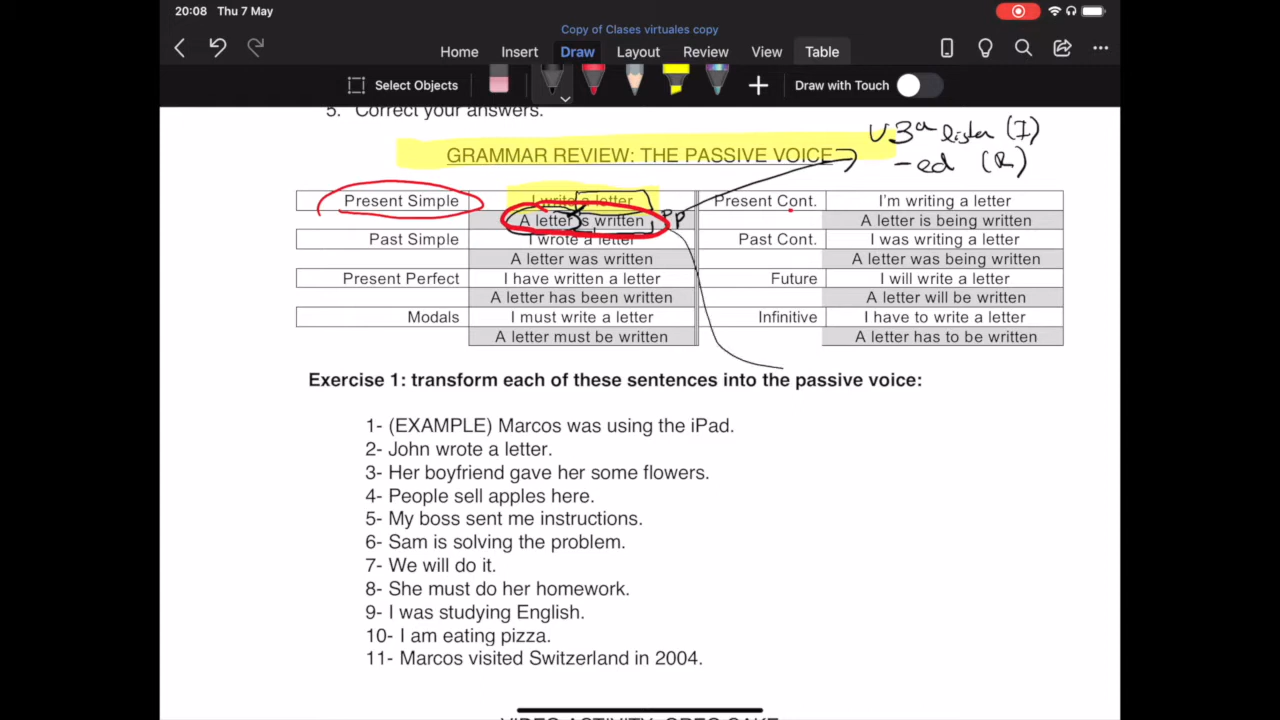 20:08 Thu 7 May
Copy of Clases virtuales copy
Home Insert Draw Layout Review View Table
Select Objects Draw with Touch
5. Correct your answers.
V 3ª lista (I)
GRAMMAR REVIEW: THE PASSIVE VOICE
-ed (R)
Present Simple I write a letter Present Cont. I'm writing a letter
A letter is written PP A letter is being written
Past Simple I wrote a letter Past Cont. I was writing a letter
A letter was written A letter was being written
Present Perfect I have written a letter Future I will write a letter
A letter has been written A letter will be written
Modals I must write a letter Infinitive I have to write a letter
A letter must be written A letter has to be written
Exercise 1: transform each of these sentences into the passive voice:
1- (EXAMPLE) Marcos was using the iPad.
2- John wrote a letter.
3- Her boyfriend gave her some flowers.
4- People sell apples here.
5- My boss sent me instructions.
6- Sam is solving the problem.
7- We will do it.
8- She must do her homework.
9- I was studying English.
10- I am eating pizza.
11- Marcos visited Switzerland in 2004.
VIDEO ACTIVITY: GREG CAKE